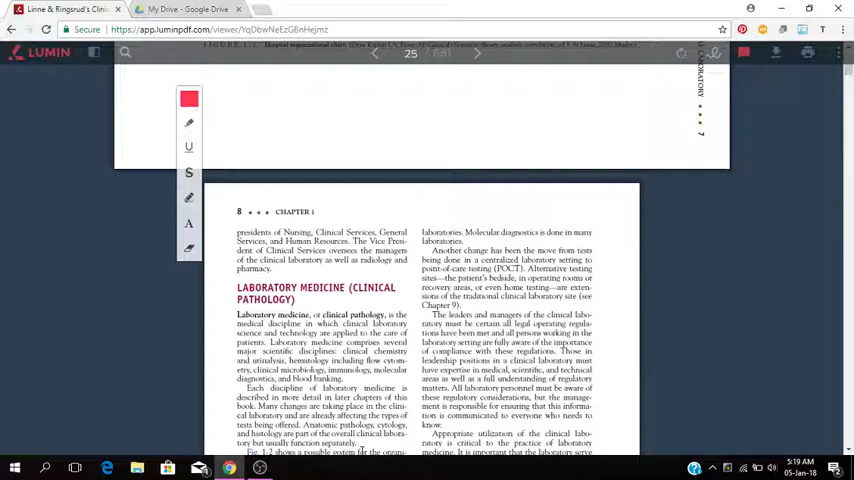 Linne & Ringsrud's Clinic
My Drive - Google Drive
Secure
https://app.luminpdf.com/viewer/YqDbwNeEzGBnHejmz
LUMIN
25 / 681
LABORATORY
7
U
S
A
8 • • • CHAPTER 1
presidents of Nursing, Clinical Services, General
Services, and Human Resources. The Vice Presi-
dent of Clinical Services oversees the managers
of the clinical laboratory as well as radiology and
pharmacy.
LABORATORY MEDICINE (CLINICAL
PATHOLOGY)
Laboratory medicine, or clinical pathology, is the
medical discipline in which clinical laboratory
science and technology are applied to the care of
patients. Laboratory medicine comprises several
major scientific disciplines: clinical chemistry
and urinalysis, hematology including flow cytom-
etry, clinical microbiology, immunology, molecular
diagnostics, and blood banking.
Each discipline of laboratory medicine is
described in more detail in later chapters of this
book. Many changes are taking place in the clini-
cal laboratory and are already affecting the types of
tests being offered. Anatomic pathology, cytology,
and histology are part of the overall clinical labora-
tory but usually function separately.
Fig. 1-2 shows a possible system for the organi-
laboratories. Molecular diagnostics is done in many
laboratories.
Another change has been the move from tests
being done in a centralized laboratory setting to
point-of-care testing (POCT). Alternative testing
sites—the patient's bedside, in operating rooms or
recovery areas, or even home testing—are exten-
sions of the traditional clinical laboratory site (see
Chapter 9).
The leaders and managers of the clinical labo-
ratory must be certain all legal operating regula-
tions have been met and all persons working in the
laboratory setting are fully aware of the importance
of compliance with these regulations. Those in
leadership positions in a clinical laboratory must
have expertise in medical, scientific, and technical
areas as well as a full understanding of regulatory
matters. All laboratory personnel must be aware of
these regulatory considerations, but the manage-
ment is responsible for ensuring that this informa-
tion is communicated to everyone who needs to
know.
Appropriate utilization of the clinical labo-
ratory is critical to the practice of laboratory
medicine. It is important that the laboratory serve
5:19 AM
05-Jan-18